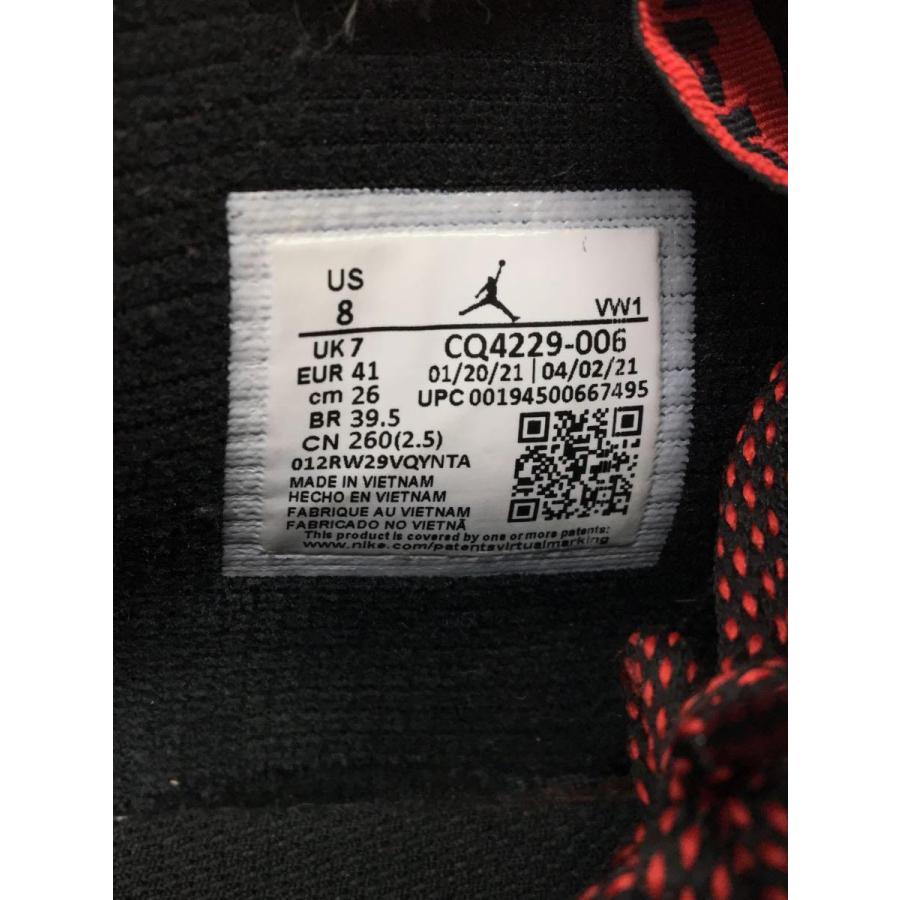 US
8
VW1
UK 7
CQ4229-006
EUR 41
01/20/21 | 04/02/21
cm 26
UPC 00194500667495
BR 39.5
CN 260(2.5)
012RW29VQYNTA
MADE IN VIETNAM
HECHO EN VIETNAM
FABRIQUE AU VIETNAM
FABRICADO NO VIETNÃ
This product is covered by one or more patents:
www.nike.com/patentsvirtualmarking